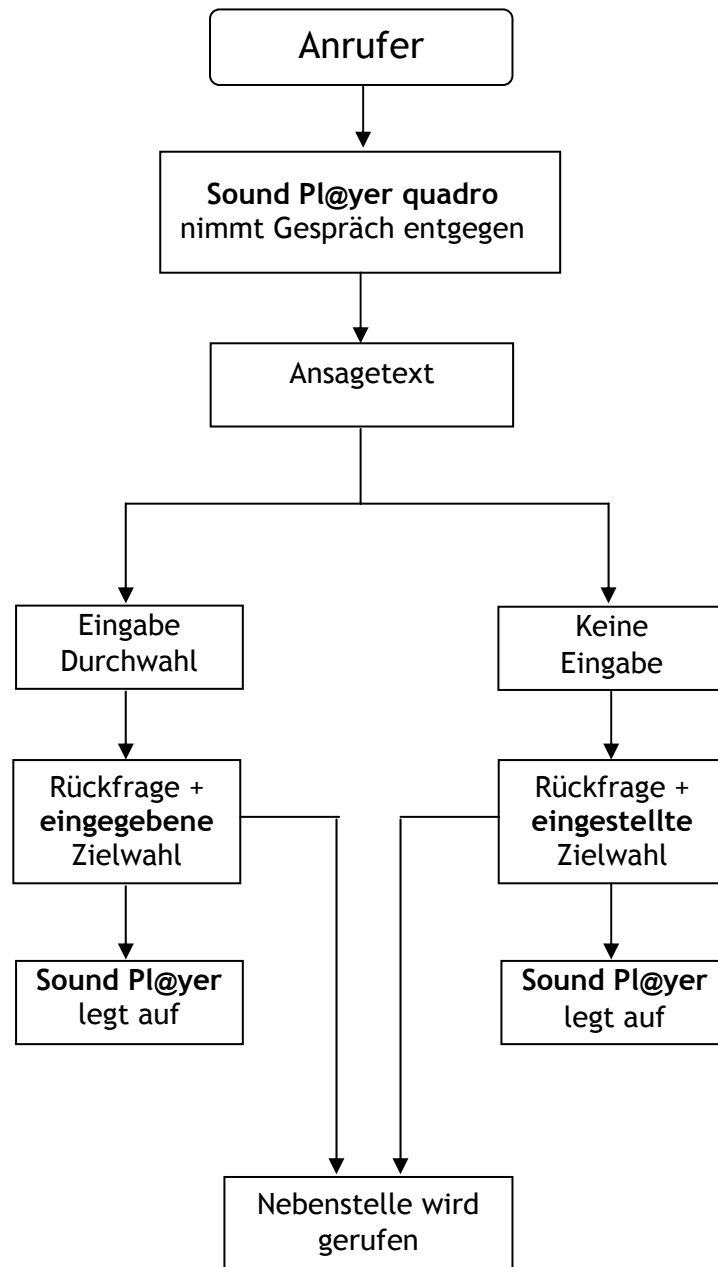 Anrufer
Sound Pl@yer quadro
nimmt Gespräch entgegen
Ansagetext
Eingabe
Durchwahl
Keine
Eingabe
Rückfrage +
eingegebene
Zielwahl
Rückfrage +
eingestellte
Zielwahl
Sound Pl@yer
legt auf
Sound Pl@yer
legt auf
Nebenstelle wird
gerufen